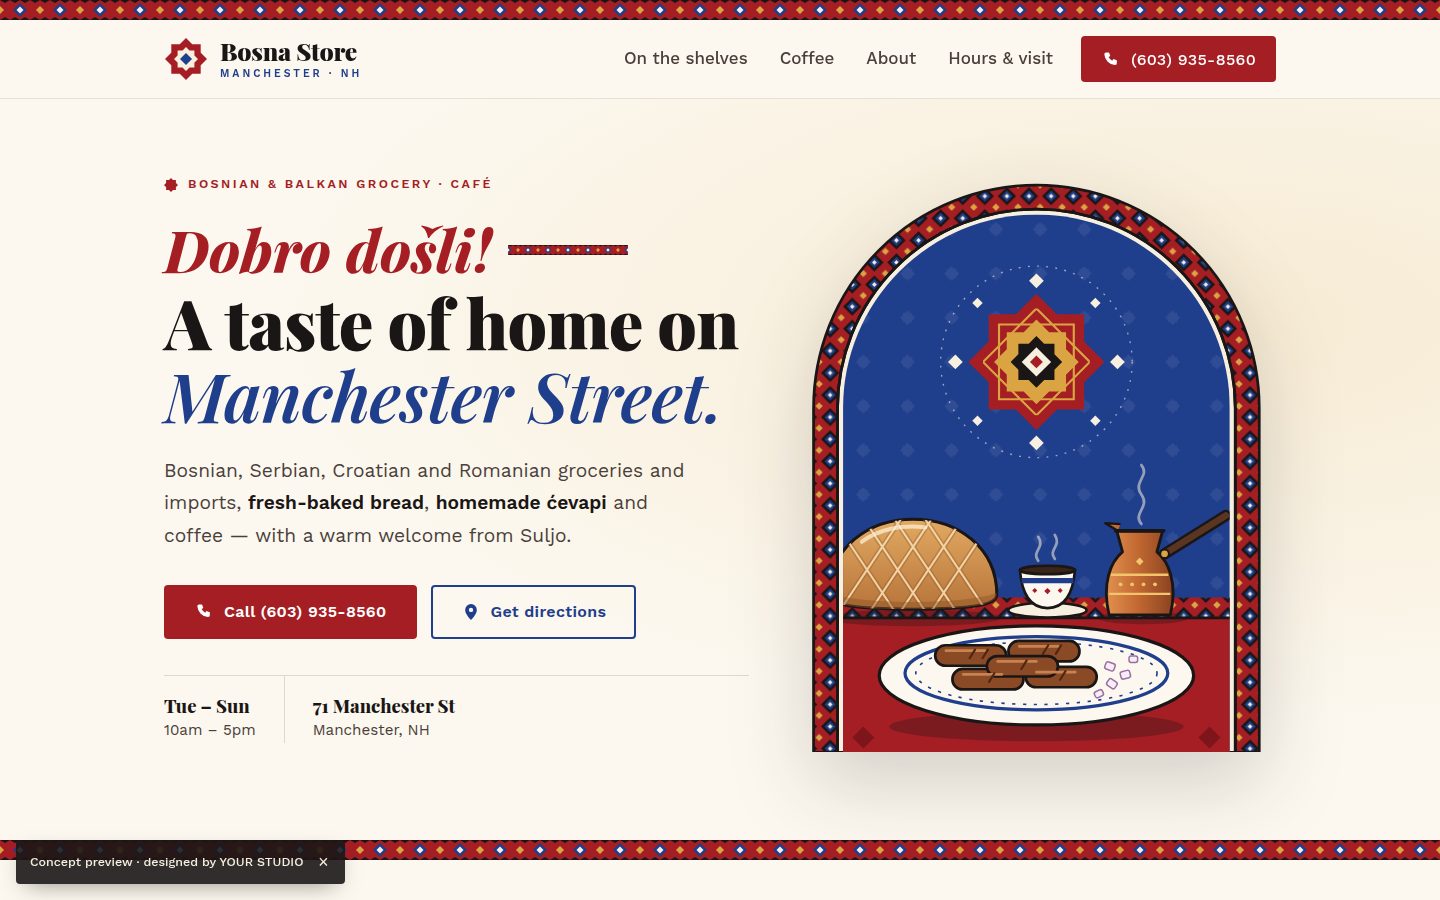 Bosna Store
MANCHESTER · NH
On the shelves
Coffee
About
Hours & visit
(603) 935-8560
BOSNIAN & BALKAN GROCERY · CAFÉ
Dobro došli!
A taste of home on
Manchester Street.
Bosnian, Serbian, Croatian and Romanian groceries and
imports, fresh-baked bread, homemade ćevapi and
coffee — with a warm welcome from Suljo.
Call (603) 935-8560
Get directions
Tue – Sun
10am – 5pm
71 Manchester St
Manchester, NH
Concept preview · designed by YOUR STUDIO ×